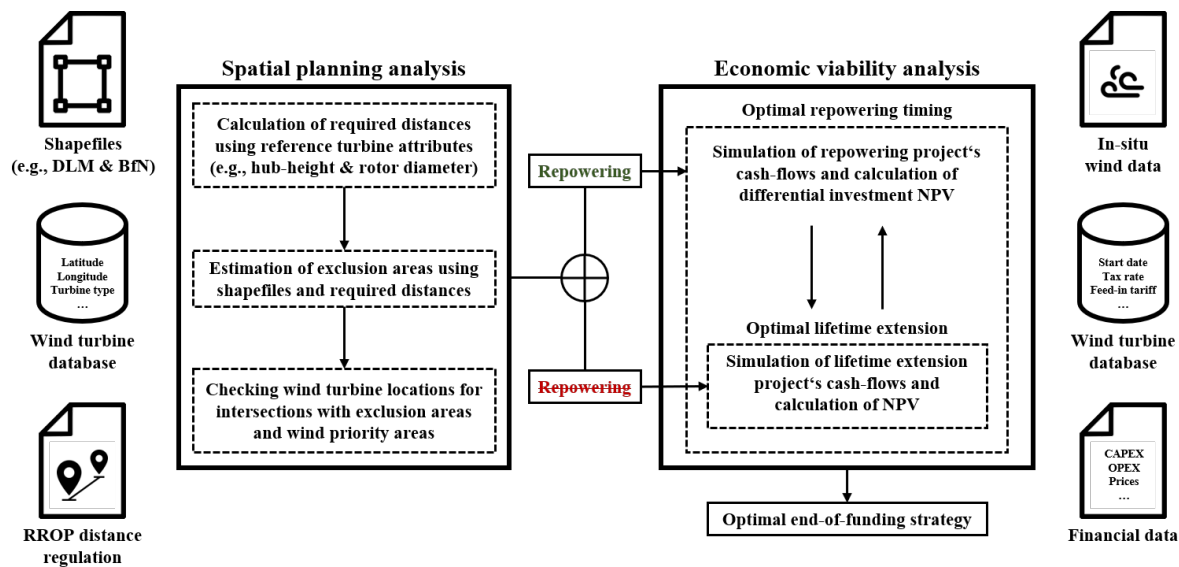 Shapefiles
(e.g., DLM & BfN)
Latitude
Longitude
Turbine type
...
Wind turbine
database
RROP distance
regulation
Spatial planning analysis
Calculation of required distances
using reference turbine attributes
(e.g., hub-height & rotor diameter)
Estimation of exclusion areas using
shapefiles and required distances
Checking wind turbine locations for
intersections with exclusion areas
and wind priority areas
Repowering
Repowering
Economic viability analysis
Optimal repowering timing
Simulation of repowering project‘s
cash-flows and calculation of
differential investment NPV
Optimal lifetime extension
Simulation of lifetime extension
project‘s cash-flows and
calculation of NPV
Optimal end-of-funding strategy
In-situ
wind data
Start date
Tax rate
Feed-in tariff
...
Wind turbine
database
CAPEX
OPEX
Prices
...
Financial data